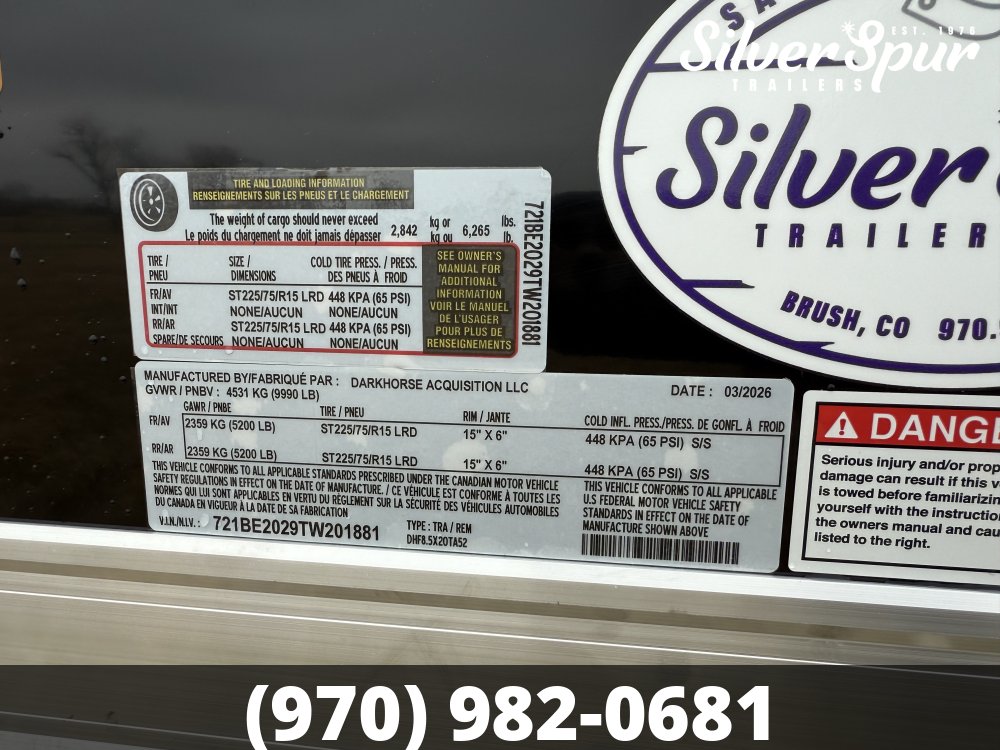 SilverSpur
EST. 1976
TRAILERS
Silver
TRAILER
BRUSH, CO 970.
TIRE AND LOADING INFORMATION
RENSEIGNEMENTS SUR LES PNEUS ET LE CHARGEMENT
The weight of cargo should never exceed 2,842 kg or 6,265 lbs.
Le poids du chargement ne doit jamais dépasser kg ou lb.
TIRE / SIZE / COLD TIRE PRESS. / PRESS.
PNEU DIMENSIONS DES PNEUS À FROID
FR/AV ST225/75/R15 LRD 448 KPA (65 PSI)
INT/INT NONE/AUCUN NONE/AUCUN
RR/AR ST225/75/R15 LRD 448 KPA (65 PSI)
SPARE/DE SECOURS NONE/AUCUN NONE/AUCUN
SEE OWNER'S
MANUAL FOR
ADDITIONAL
INFORMATION
VOIR LE MANUEL
DE L'USAGER
POUR PLUS DE
RENSEIGNEMENTS
721BE2029TW201881
MANUFACTURED BY/FABRIQUÉ PAR : DARKHORSE ACQUISITION LLC DATE : 03/2026
GVWR / PNBV : 4531 KG (9990 LB)
GAWR / PNBE TIRE / PNEU RIM / JANTE COLD INFL. PRESS./PRESS. DE GONFL. À FROID
FR/AV 2359 KG (5200 LB) ST225/75/R15 LRD 15" X 6" 448 KPA (65 PSI) S/S
RR/AR 2359 KG (5200 LB) ST225/75/R15 LRD 15" X 6" 448 KPA (65 PSI) S/S
THIS VEHICLE CONFORMS TO ALL APPLICABLE STANDARDS PRESCRIBED UNDER THE CANADIAN MOTOR VEHICLE
SAFETY REGULATIONS IN EFFECT ON THE DATE OF MANUFACTURE. / CE VÉHICULE EST CONFORME À TOUTES LES
NORMES QUI LUI SONT APPLICABLES EN VERTU DU RÈGLEMENT SUR LA SÉCURITÉ DES VÉHICULES AUTOMOBILES
DU CANADA EN VIGUEUR À LA DATE DE SA FABRICATION
THIS VEHICLE CONFORMS TO ALL APPLICABLE
U.S FEDERAL MOTOR VEHICLE SAFETY
STANDARDS IN EFFECT ON THE DATE OF
MANUFACTURE SHOWN ABOVE
V.I.N./N.I.V. : 721BE2029TW201881 TYPE : TRA / REM
DHF8.5X20TA52
DANGE
Serious injury and/or prop
damage can result if this v
is towed before familiarizin
yourself with the instruction
the owners manual and cau
listed to the right.
(970) 982-0681